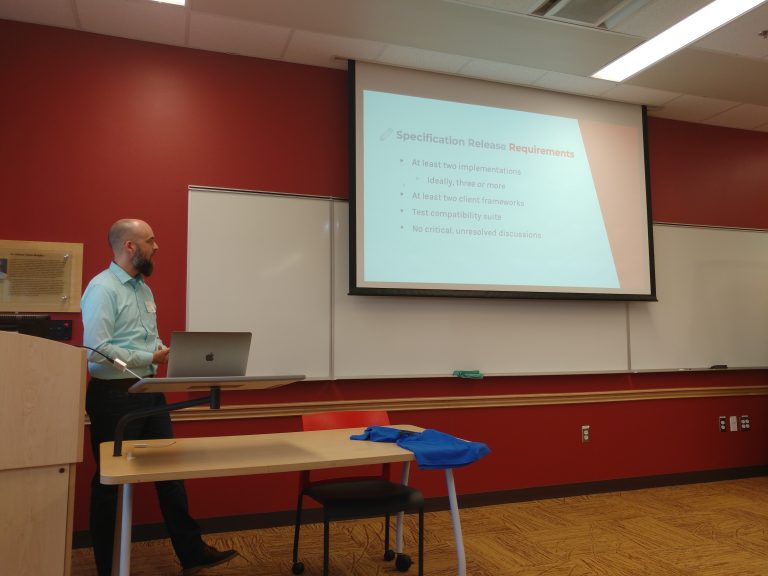 Specification Release Requirements
At least two implementations
Ideally, three or more
At least two client frameworks
Test compatibility suite
No critical, unresolved discussions